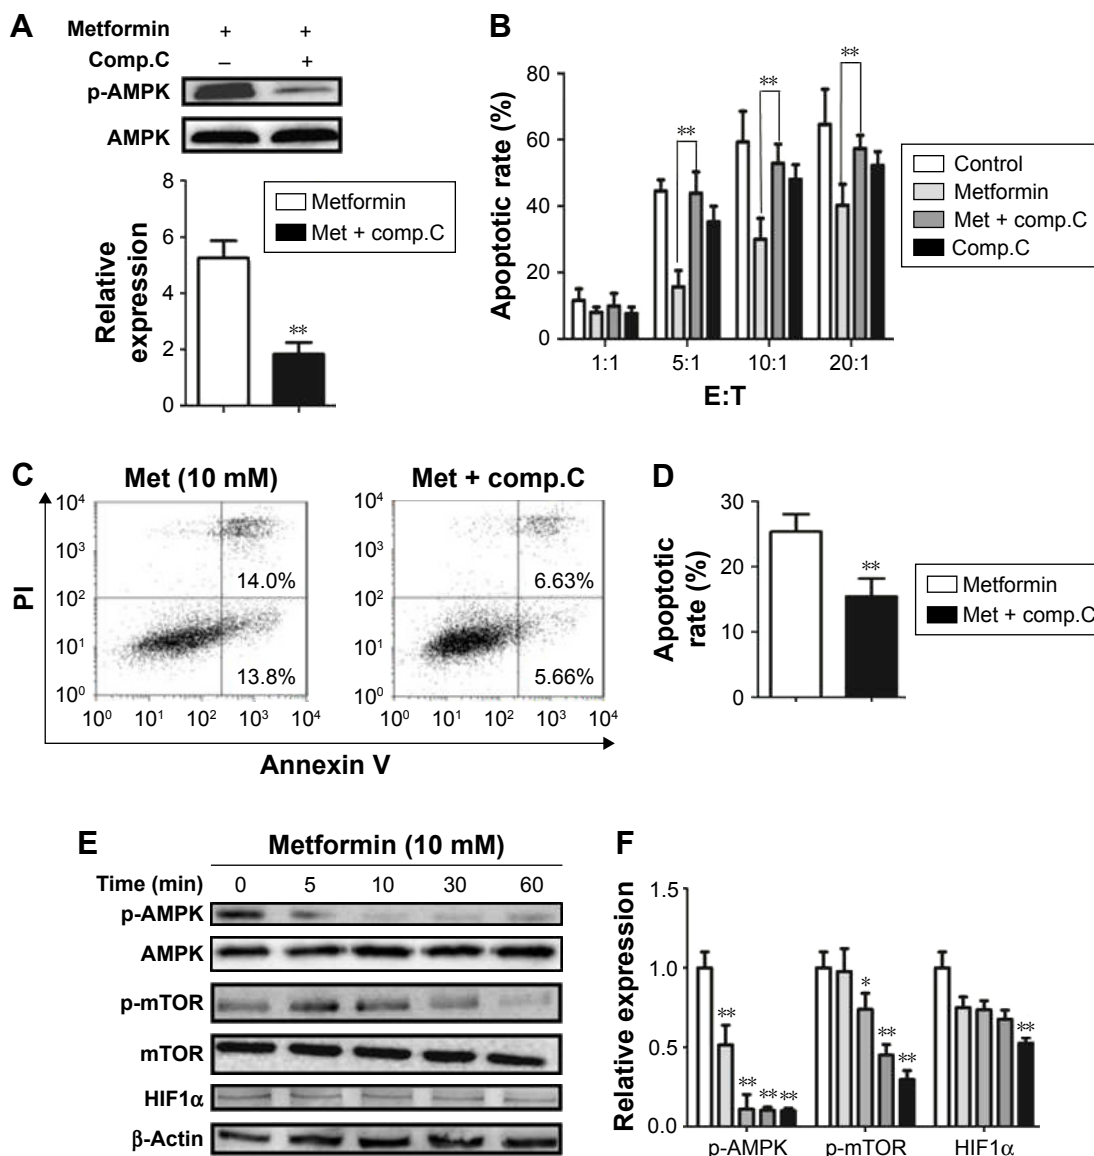 A
Metformin + +
Comp.C – +
p-AMPK
AMPK
Relative expression
8
6
4
2
0
Metformin
Met + comp.C
**
B
Apoptotic rate (%)
80
60
40
20
0
**
**
**
1:1 5:1 10:1 20:1
E:T
Control
Metformin
Met + comp.C
Comp.C
C
Met (10 mM)
Met + comp.C
PI
10⁴
10³
10²
10¹
10⁰
14.0%
13.8%
10⁰ 10¹ 10² 10³ 10⁴
10⁴
10³
10²
10¹
10⁰
6.63%
5.66%
10⁰ 10¹ 10² 10³ 10⁴
Annexin V
D
Apoptotic rate (%)
30
20
10
0
**
Metformin
Met + comp.C
E
Metformin (10 mM)
Time (min) 0 5 10 30 60
p-AMPK
AMPK
p-mTOR
mTOR
HIF1α
β-Actin
F
Relative expression
1.5
1.0
0.5
0.0
** ** ** **
* ** **
**
p-AMPK p-mTOR HIF1α